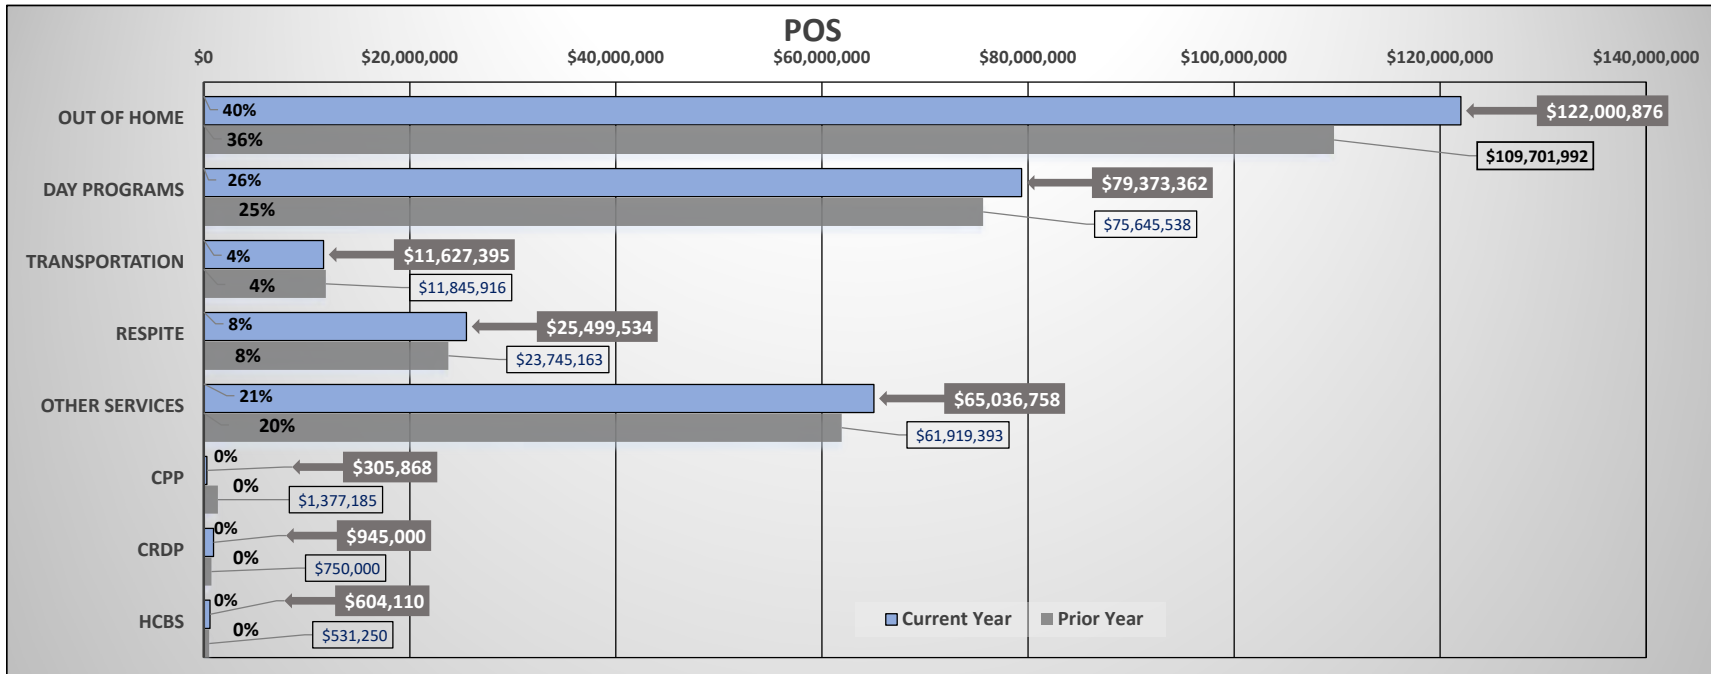 POS
$0 $20,000,000 $40,000,000 $60,000,000 $80,000,000 $100,000,000 $120,000,000 $140,000,000
OUT OF HOME
40%
$122,000,876
36%
$109,701,992
DAY PROGRAMS
26%
$79,373,362
25%
$75,645,538
TRANSPORTATION
4%
$11,627,395
4%
$11,845,916
RESPITE
8%
$25,499,534
8%
$23,745,163
OTHER SERVICES
21%
$65,036,758
20%
$61,919,393
CPP
0%
$305,868
0%
$1,377,185
CRDP
0%
$945,000
0%
$750,000
HCBS
0%
$604,110
0%
$531,250
Current Year Prior Year